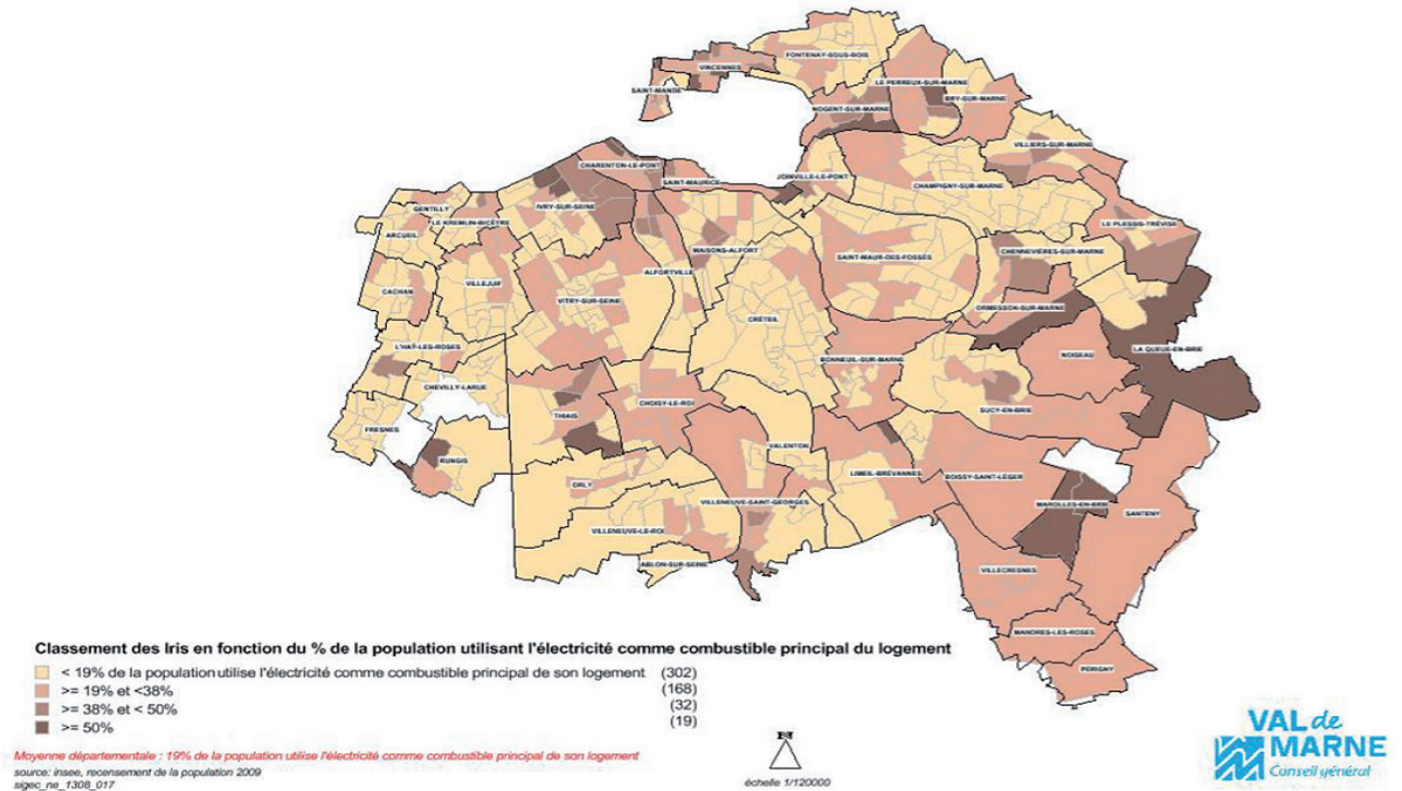 FONTENAY-SOUS-BOIS
VINCENNES
SAINT-MANDE
LE PERREUX-SUR-MARNE
BRY-SUR-MARNE
NOGENT-SUR-MARNE
VILLIERS-SUR-MARNE
CHARENTON-LE-PONT
SAINT-MAURICE
JOINVILLE-LE-PONT
CHAMPIGNY-SUR-MARNE
GENTILLY
LE KREMLIN-BICÊTRE
IVRY-SUR-SEINE
ARCUEIL
LE PLESSIS-TRÉVISE
MAISONS-ALFORT
SAINT-MAUR-DES-FOSSÉS
CHENNEVIÈRES-SUR-MARNE
ALFORTVILLE
CACHAN
VILLEJUIF
VITRY-SUR-SEINE
ORMESSON-SUR-MARNE
CRÉTEIL
L'HAŸ-LES-ROSES
LA QUEUE-EN-BRIE
NOISEAU
BONNEUIL-SUR-MARNE
CHEVILLY-LARUE
CHOISY-LE-ROI
THIAIS
SUCY-EN-BRIE
FRESNES
VALENTON
RUNGIS
LIMEIL-BRÉVANNES
BOISSY-SAINT-LÉGER
ORLY
VILLENEUVE-SAINT-GEORGES
MAROLLES-EN-BRIE
SANTENY
VILLENEUVE-LE-ROI
ABLON-SUR-SEINE
VILLECRESNES
MANDRES-LES-ROSES
PÉRIGNY
Classement des Iris en fonction du % de la population utilisant l'électricité comme combustible principal du logement
< 19% de la population utilise l'électricité comme combustible principal de son logement (302)
>= 19% et <38% (168)
>= 38% et < 50% (32)
>= 50% (19)
Moyenne départementale : 19% de la population utilise l'électricité comme combustible principal de son logement
source: insee, recensement de la population 2009
sigec_ne_1308_017
N
échelle 1/120000
VAL de
MARNE
Conseil général